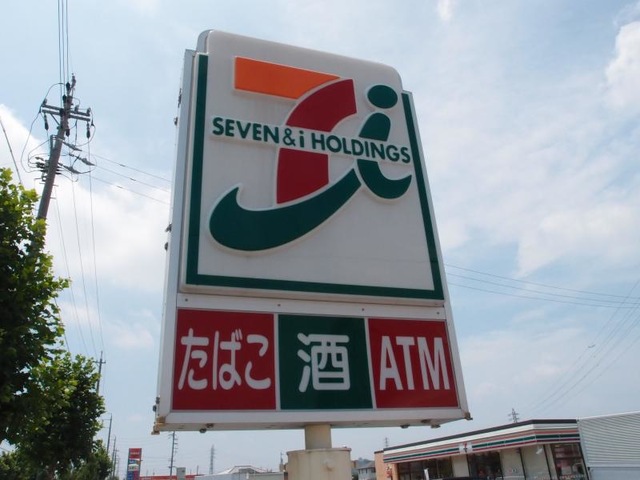 SEVEN&i HOLDINGS
たばこ 酒 ATM